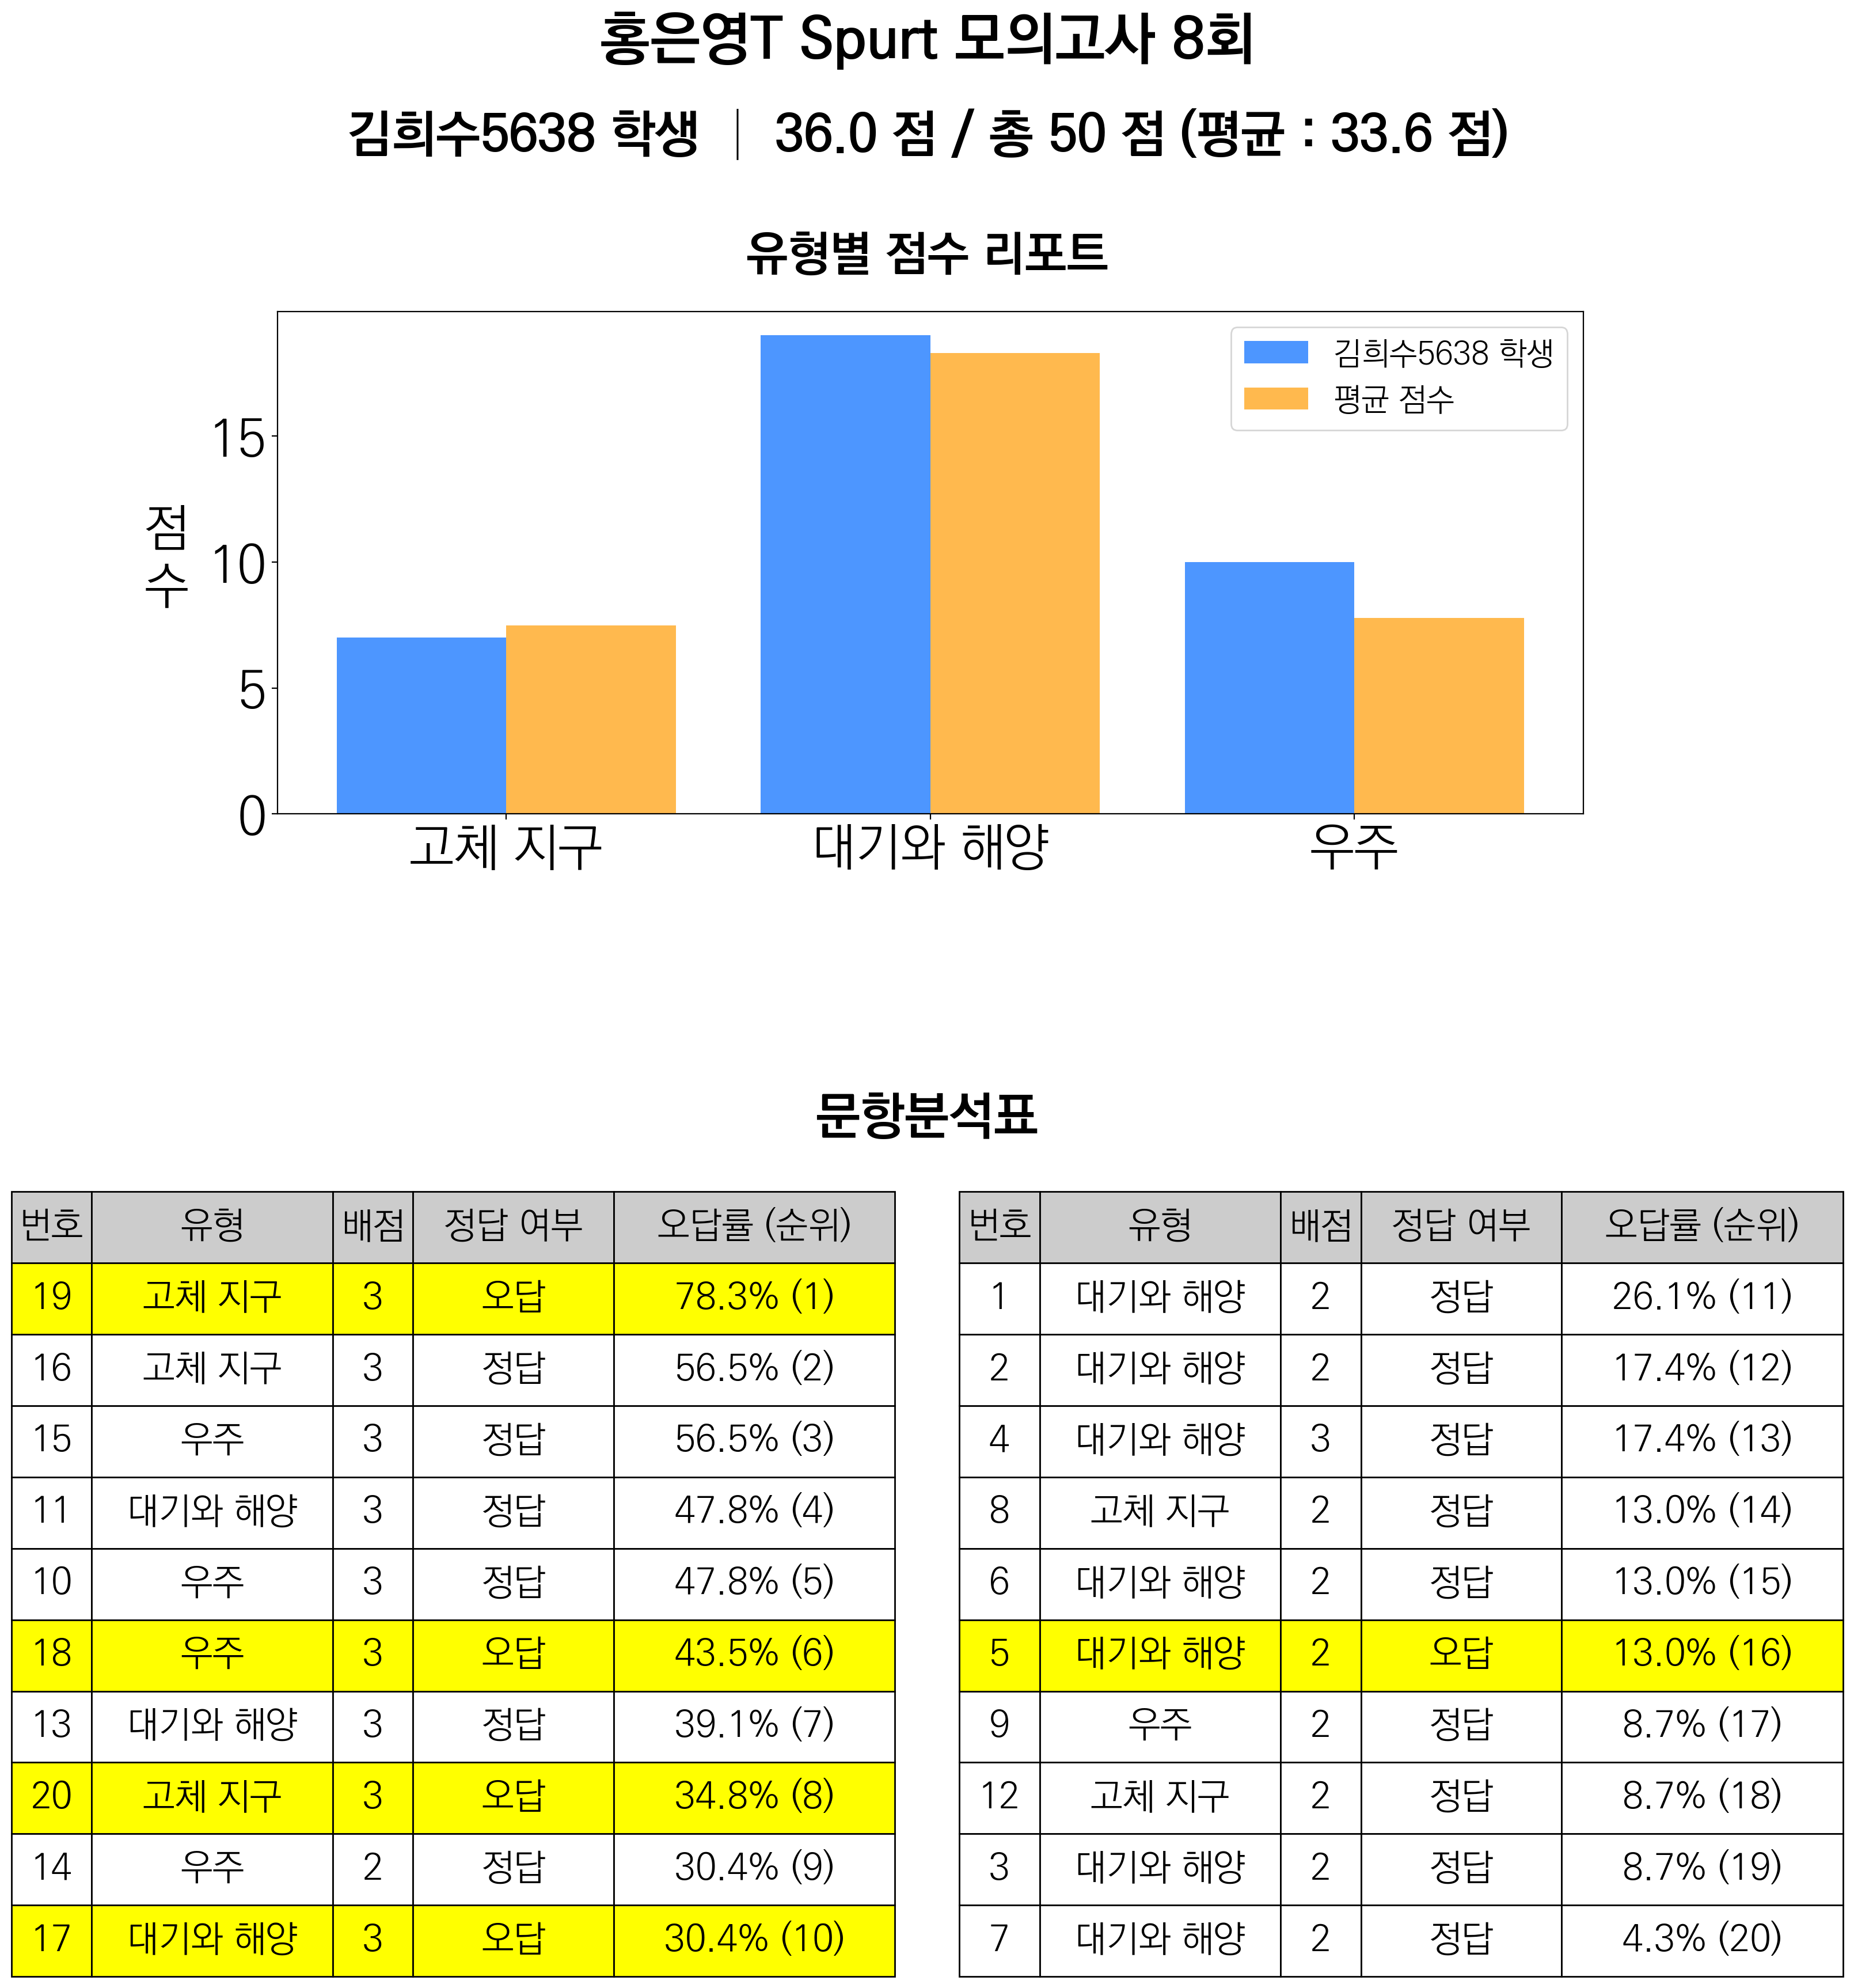 홍은영T Spurt 모의고사 8회
김희수5638 학생 | 36.0 점 / 총 50 점 (평균 : 33.6 점)
유형별 점수 리포트
김희수5638 학생
평균 점수
점
수
15
10
5
0
고체 지구 대기와 해양 우주
문항분석표
번호 유형 배점 정답 여부 오답률 (순위)
19 고체 지구 3 오답 78.3% (1)
16 고체 지구 3 정답 56.5% (2)
15 우주 3 정답 56.5% (3)
11 대기와 해양 3 정답 47.8% (4)
10 우주 3 정답 47.8% (5)
18 우주 3 오답 43.5% (6)
13 대기와 해양 3 정답 39.1% (7)
20 고체 지구 3 오답 34.8% (8)
14 우주 2 정답 30.4% (9)
17 대기와 해양 3 오답 30.4% (10)
번호 유형 배점 정답 여부 오답률 (순위)
1 대기와 해양 2 정답 26.1% (11)
2 대기와 해양 2 정답 17.4% (12)
4 대기와 해양 3 정답 17.4% (13)
8 고체 지구 2 정답 13.0% (14)
6 대기와 해양 2 정답 13.0% (15)
5 대기와 해양 2 오답 13.0% (16)
9 우주 2 정답 8.7% (17)
12 고체 지구 2 정답 8.7% (18)
3 대기와 해양 2 정답 8.7% (19)
7 대기와 해양 2 정답 4.3% (20)